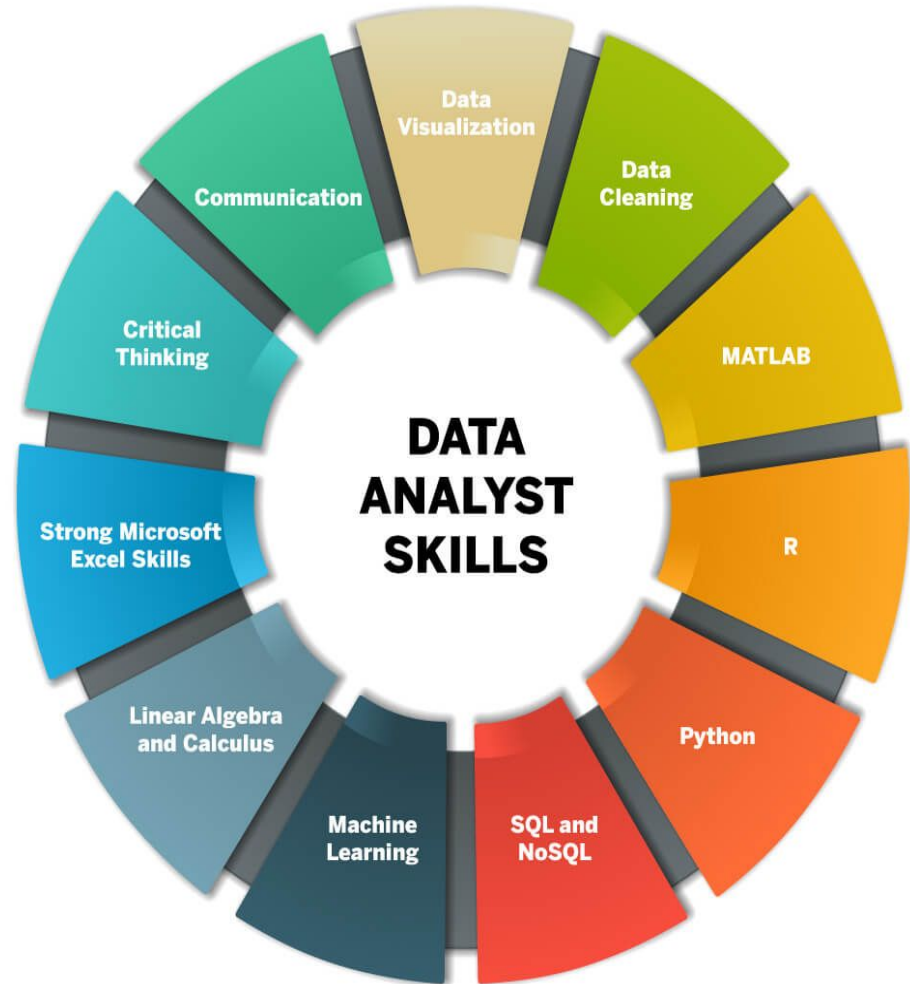 Data
Visualization
Data
Cleaning
MATLAB
R
Python
SQL and
NoSQL
Machine
Learning
Linear Algebra
and Calculus
Strong Microsoft
Excel Skills
Critical
Thinking
Communication
DATA
ANALYST
SKILLS